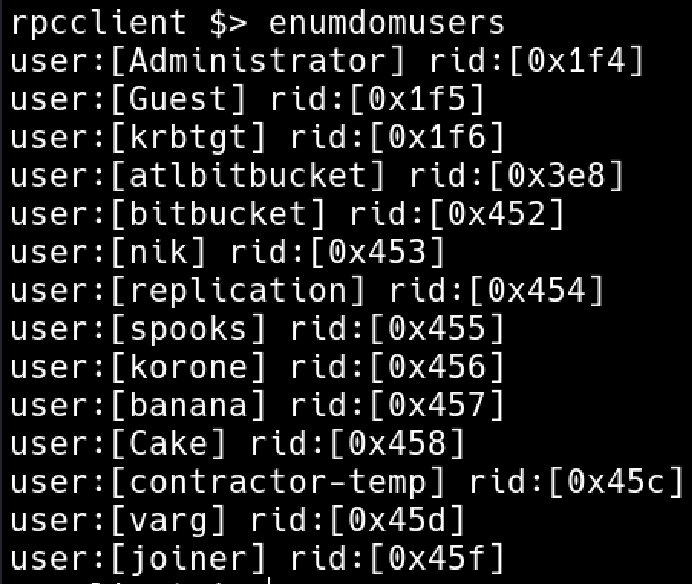 rpcclient $> enumdomusers
user:[Administrator] rid:[0x1f4]
user:[Guest] rid:[0x1f5]
user:[krbtgt] rid:[0x1f6]
user:[atlbitbucket] rid:[0x3e8]
user:[bitbucket] rid:[0x452]
user:[nik] rid:[0x453]
user:[replication] rid:[0x454]
user:[spooks] rid:[0x455]
user:[korone] rid:[0x456]
user:[banana] rid:[0x457]
user:[Cake] rid:[0x458]
user:[contractor-temp] rid:[0x45c]
user:[varg] rid:[0x45d]
user:[joiner] rid:[0x45f]